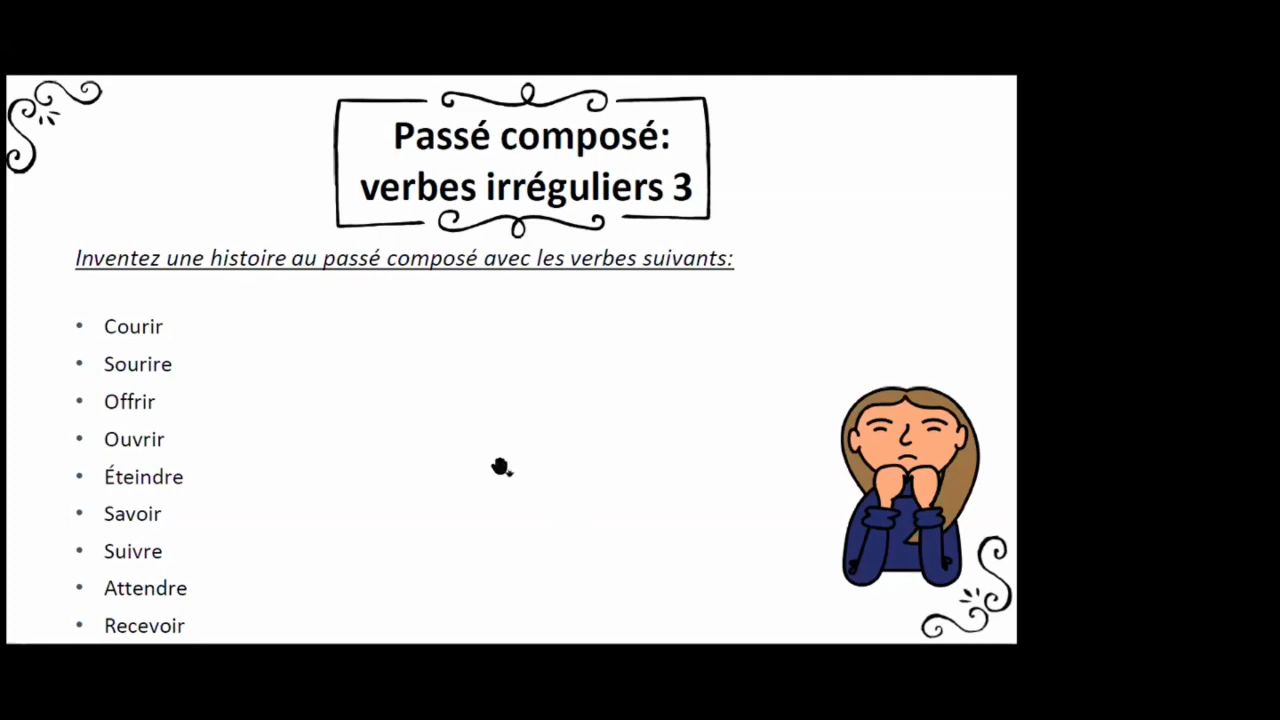 Passé composé:
verbes irréguliers 3
Inventez une histoire au passé composé avec les verbes suivants:
• Courir
• Sourire
• Offrir
• Ouvrir
• Éteindre
• Savoir
• Suivre
• Attendre
• Recevoir